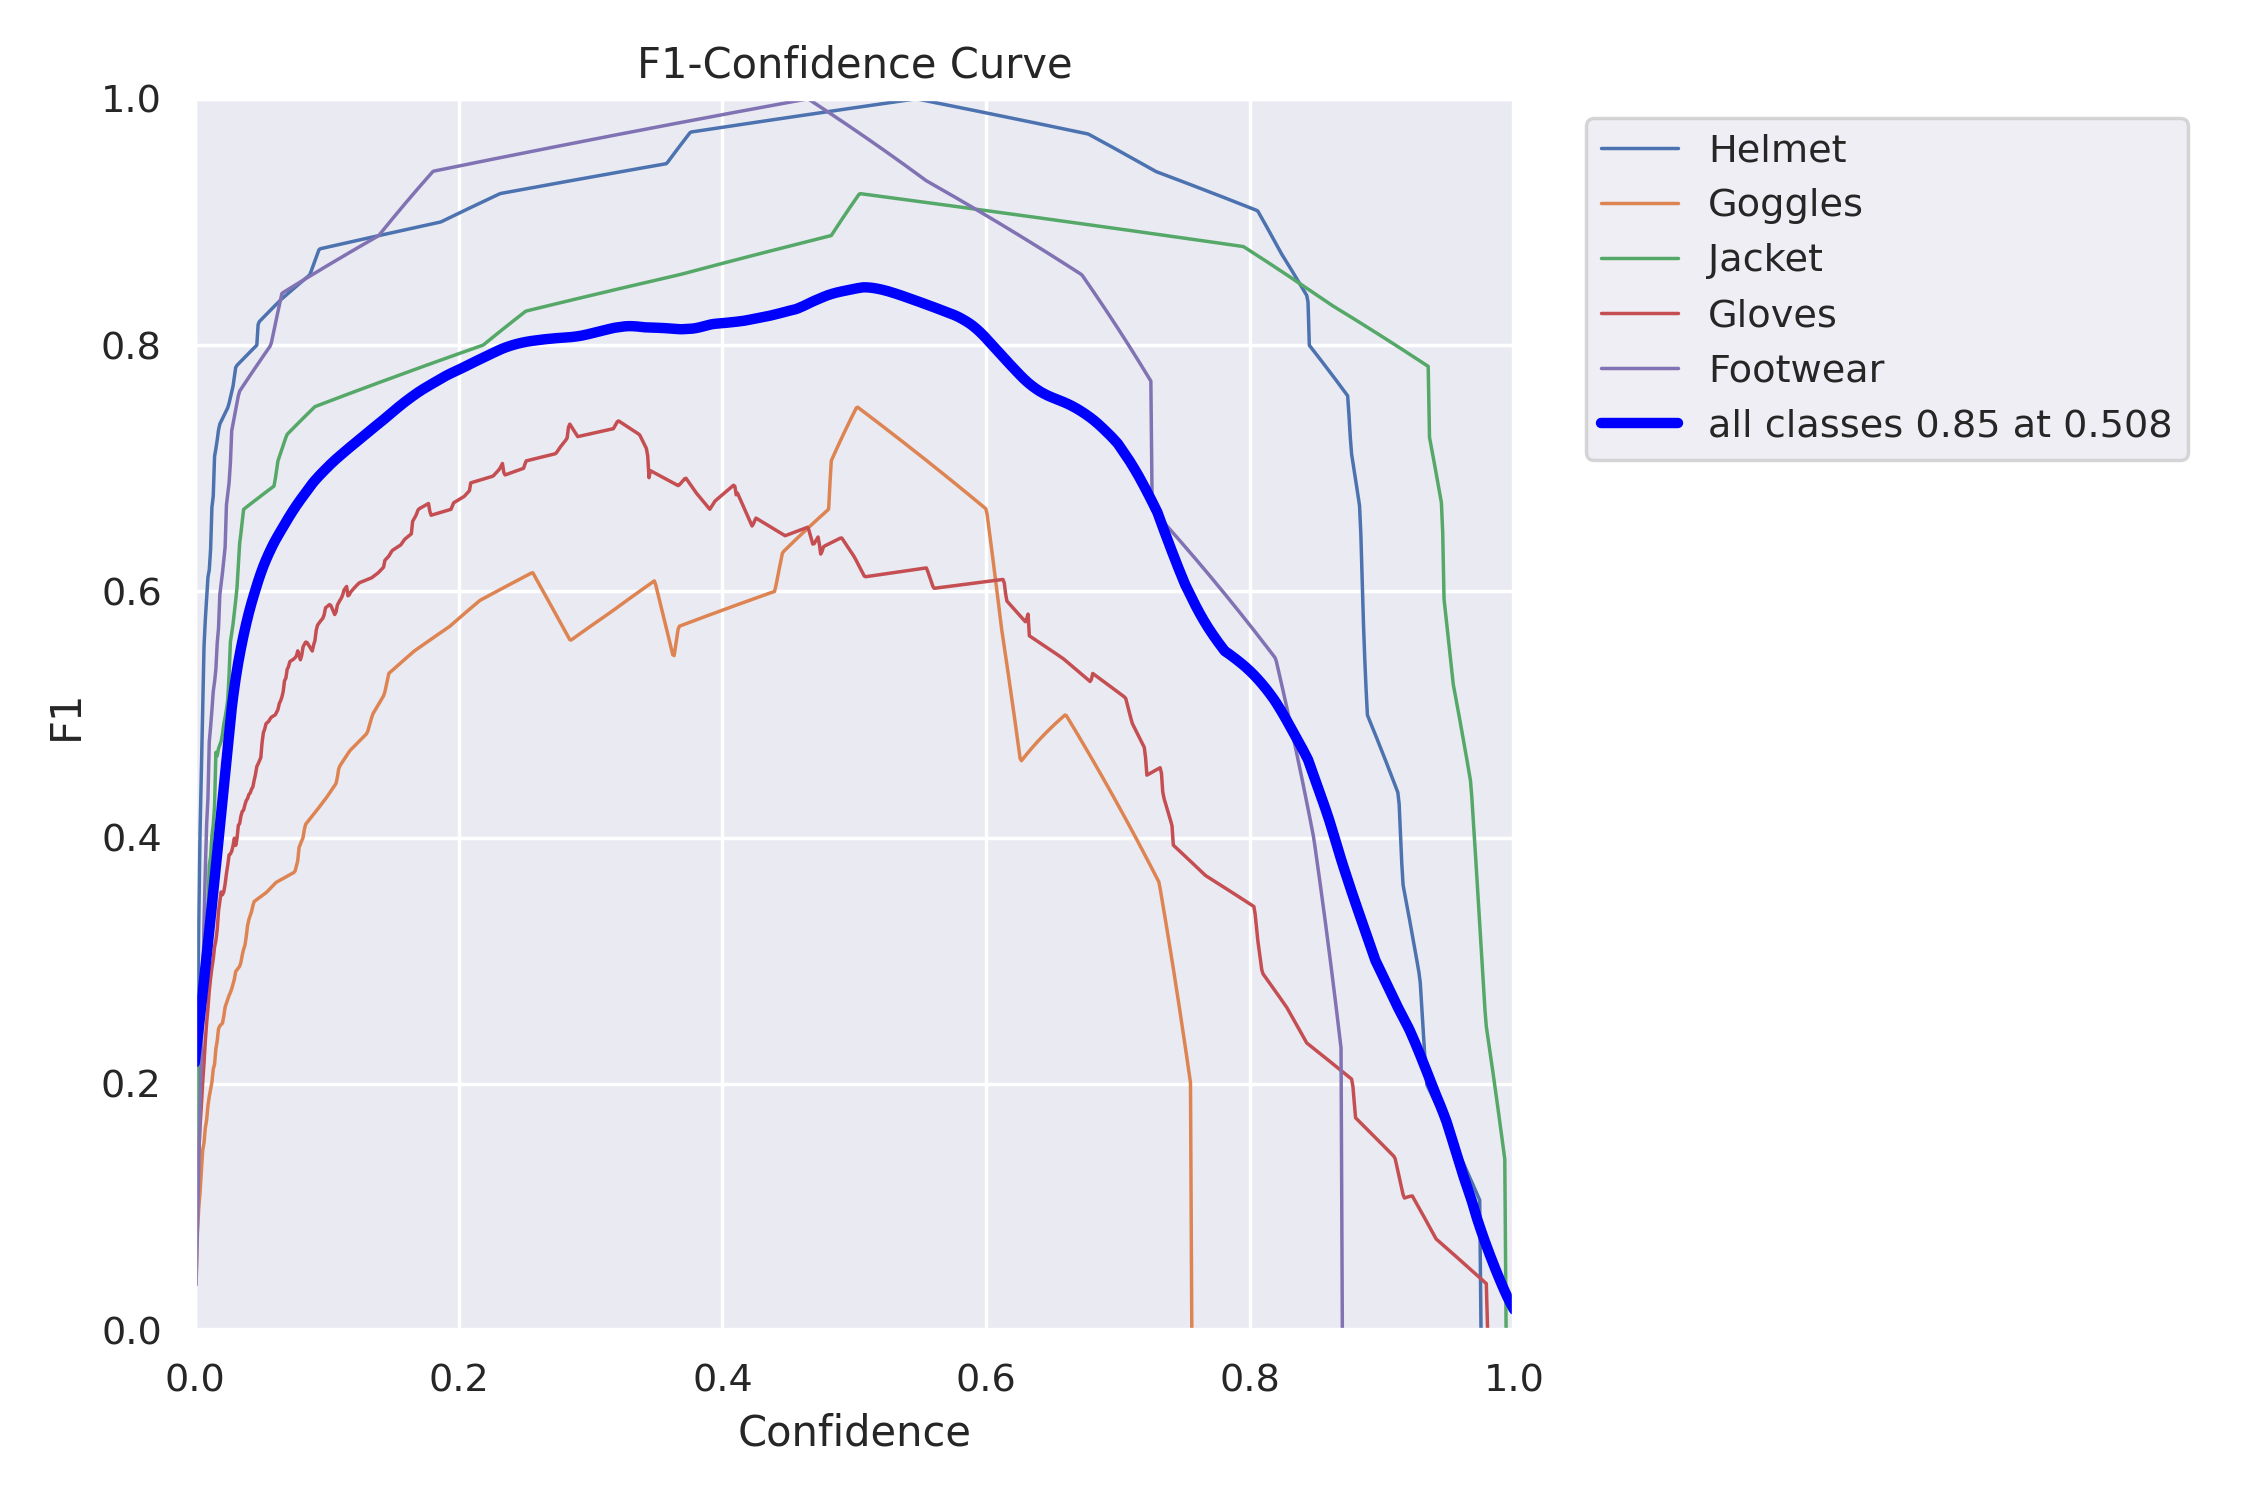 F1-Confidence Curve
1.0
0.8
0.6
0.4
0.2
0.0
F1
0.0 0.2 0.4 0.6 0.8 1.0
Confidence
Helmet
Goggles
Jacket
Gloves
Footwear
all classes 0.85 at 0.508